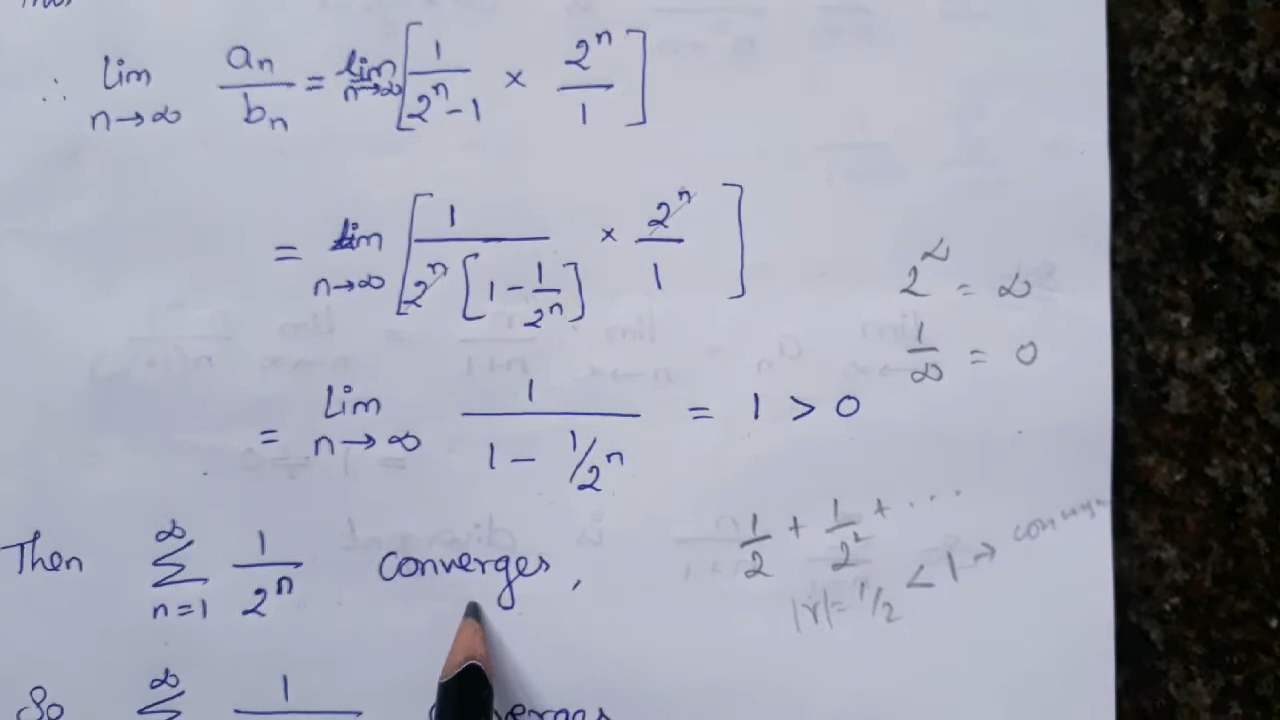 ∴ lim n→∞ an/bn = lim n→∞ [1/(2^n - 1) × 2^n/1]
= lim n→∞ [1/(2^n [1 - 1/2^n]) × 2^n/1]
2^∞ = ∞
1/∞ = 0
= lim n→∞ 1/(1 - 1/2^n) = 1 > 0
1/2 + 1/2^2 + ...
|r| = 1/2 < 1 →
Then ∞ Σ n=1 1/2^n converges,
So ∞ Σ 1